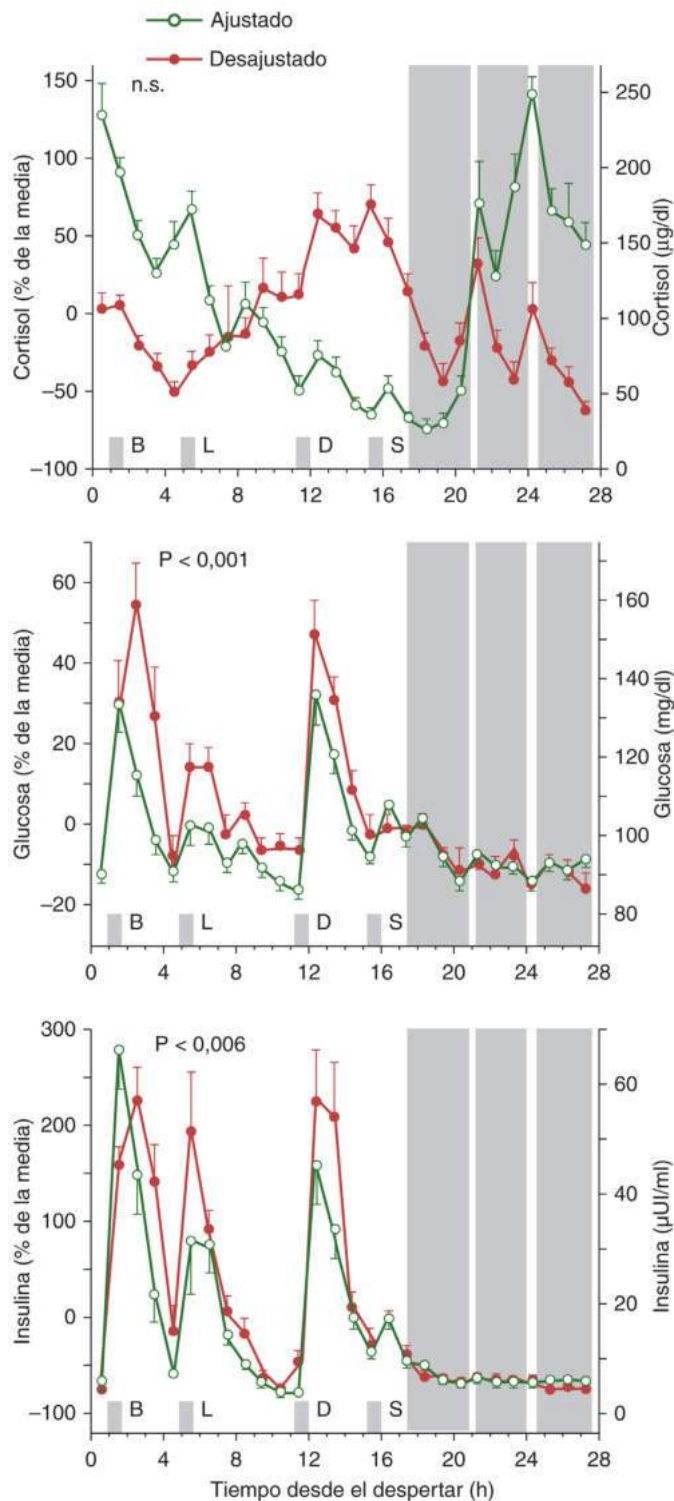 Ajustado
Desajustado
n.s.
Cortisol (% de la media)
150
100
50
0
−50
−100
Cortisol (µg/dl)
250
200
150
100
50
0
B L D S
0 4 8 12 16 20 24 28
P < 0,001
Glucosa (% de la media)
60
40
20
0
−20
Glucosa (mg/dl)
160
140
120
100
80
B L D S
0 4 8 12 16 20 24 28
P < 0,006
Insulina (% de la media)
300
200
100
0
−100
Insulina (µUI/ml)
60
40
20
0
B L D S
0 4 8 12 16 20 24 28
Tiempo desde el despertar (h)